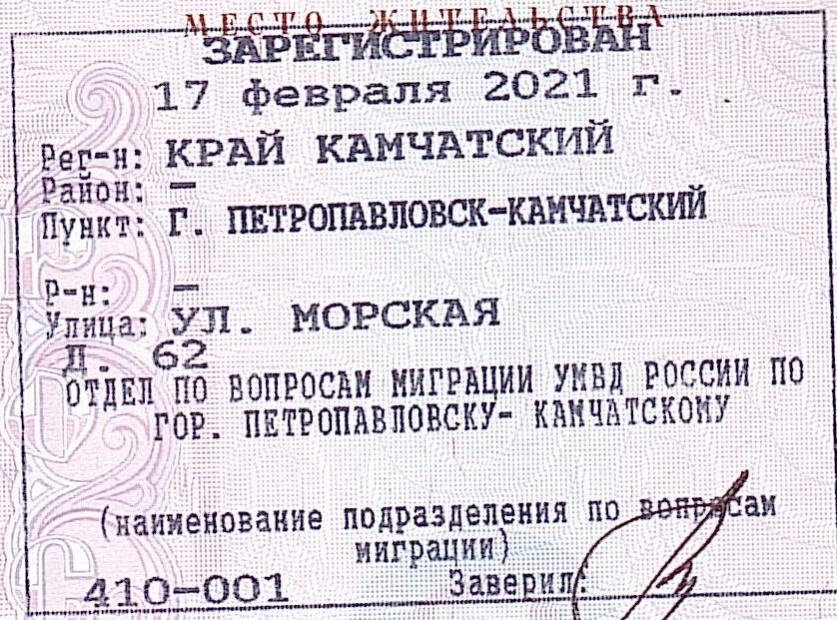 МЕСТО ЖИТЕЛЬСТВА
ЗАРЕГИСТРИРОВАН
17 февраля 2021 г.
Рег-н: КРАЙ КАМЧАТСКИЙ
Район: —
Пункт: Г. ПЕТРОПАВЛОВСК-КАМЧАТСКИЙ
Р-н: —
Улица: УЛ. МОРСКАЯ
Д. 62
ОТДЕЛ ПО ВОПРОСАМ МИГРАЦИИ УМВД РОССИИ ПО
ГОР. ПЕТРОПАВЛОВСКУ- КАМЧАТСКОМУ
(наименование подразделения по вопросам
миграции)
410-001 Заверил: